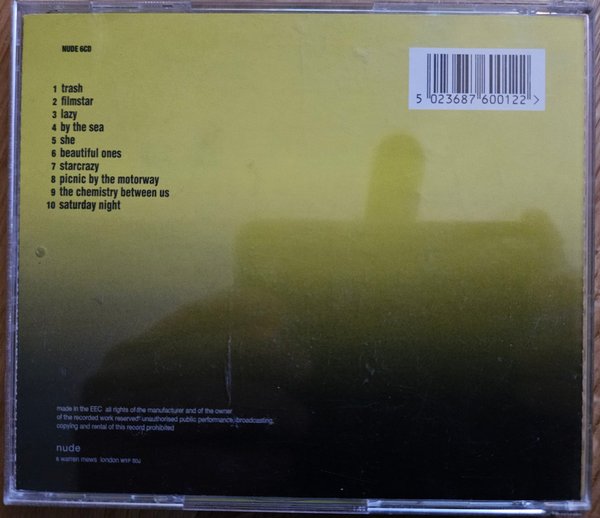 NUDE 6CD
1 trash
2 filmstar
3 lazy
4 by the sea
5 she
6 beautiful ones
7 starcrazy
8 picnic by the motorway
9 the chemistry between us
10 saturday night
5 023687 600122 >
made in the EEC all rights of the manufacturer and of the owner
of the recorded work reserved unauthorised public performance, broadcasting,
copying and rental of this record prohibited
nude
warren mews london